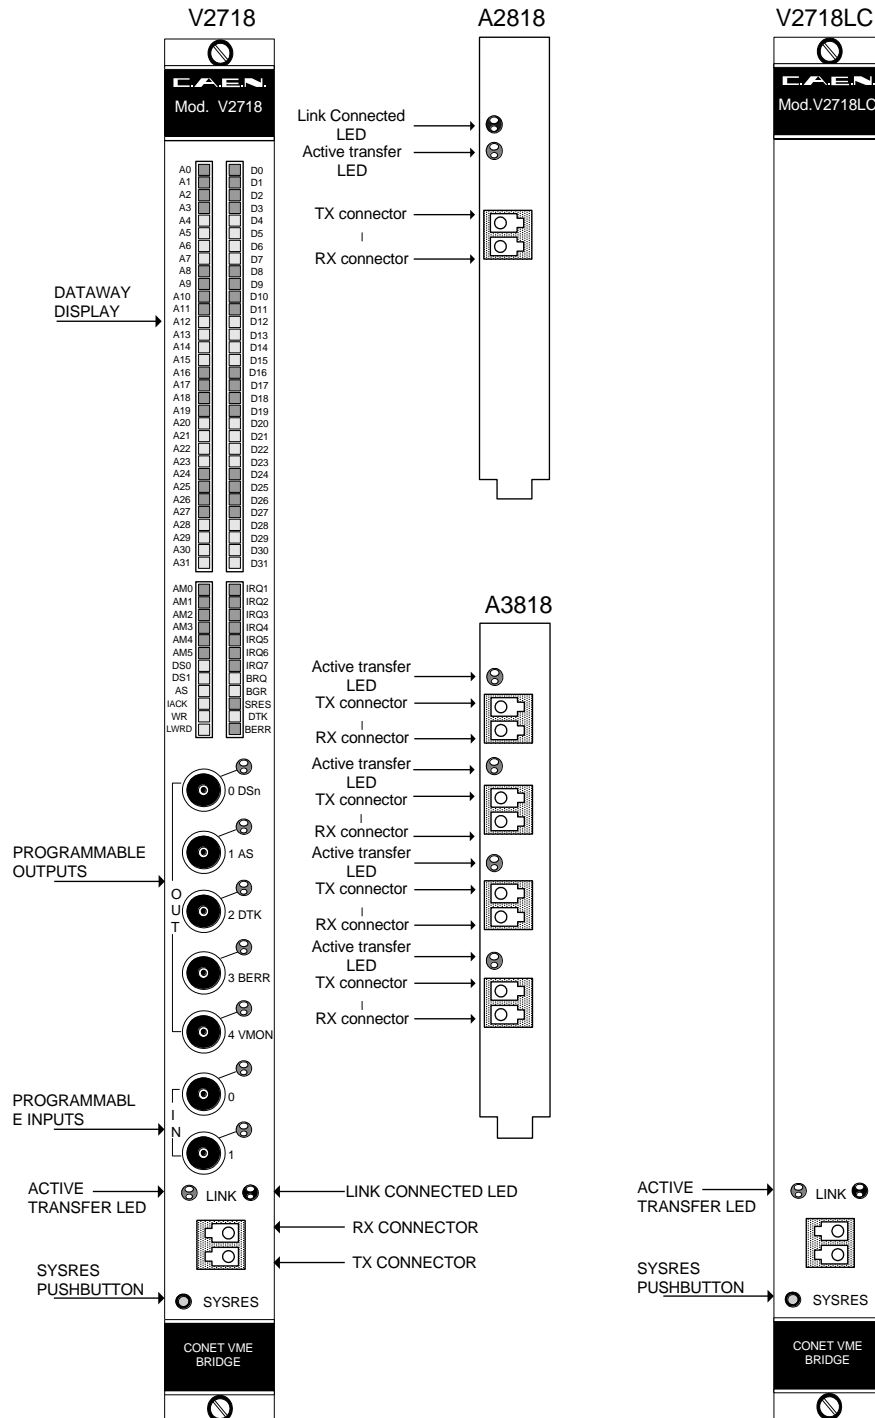 V2718
A2818
V2718LC
C.A.E.N.
Mod. V2718
C.A.E.N.
Mod.V2718LC
Link Connected
LED
Active transfer
LED
TX connector
RX connector
DATAWAY
DISPLAY
A0 D0
A1 D1
A2 D2
A3 D3
A4 D4
A5 D5
A6 D6
A7 D7
A8 D8
A9 D9
A10 D10
A11 D11
A12 D12
A13 D13
A14 D14
A15 D15
A16 D16
A17 D17
A18 D18
A19 D19
A20 D20
A21 D21
A22 D22
A23 D23
A24 D24
A25 D25
A26 D26
A27 D27
A28 D28
A29 D29
A30 D30
A31 D31
AM0 IRQ1
AM1 IRQ2
AM2 IRQ3
AM3 IRQ4
AM4 IRQ5
AM5 IRQ6
DS0 IRQ7
DS1 BRQ
AS BGR
IACK SRES
WR DTK
LWRD BERR
A3818
Active transfer
LED
TX connector
RX connector
Active transfer
LED
TX connector
RX connector
Active transfer
LED
TX connector
RX connector
Active transfer
LED
TX connector
RX connector
PROGRAMMABLE
OUTPUTS
OUT
0 DSn
1 AS
2 DTK
3 BERR
4 VMON
PROGRAMMABL
E INPUTS
IN
0
1
ACTIVE
TRANSFER LED
LINK
LINK CONNECTED LED
RX CONNECTOR
TX CONNECTOR
SYSRES
PUSHBUTTON
SYSRES
CONET VME
BRIDGE
ACTIVE
TRANSFER LED
LINK
SYSRES
PUSHBUTTON
SYSRES
CONET VME
BRIDGE